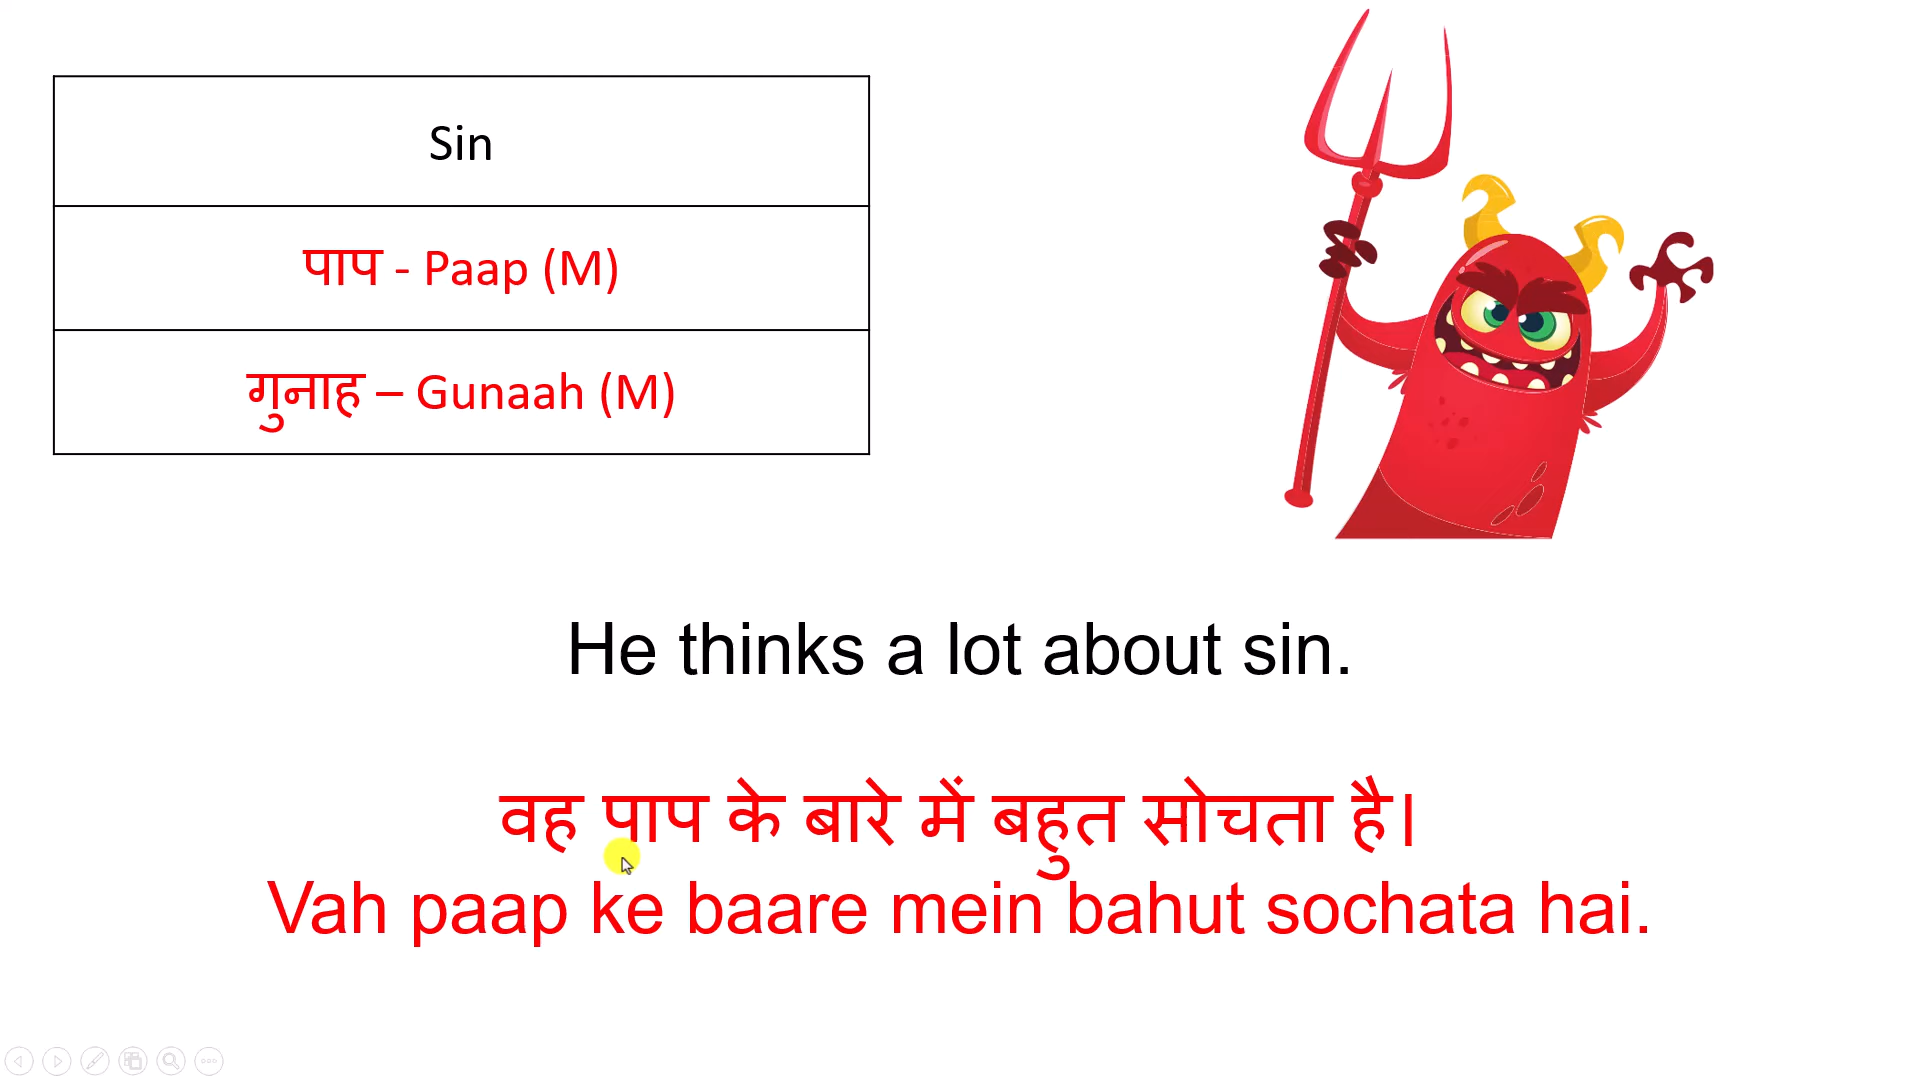 Sin
पाप - Paap (M)
गुनाह – Gunaah (M)
He thinks a lot about sin.
वह पाप के बारे में बहुत सोचता है।
Vah paap ke baare mein bahut sochata hai.